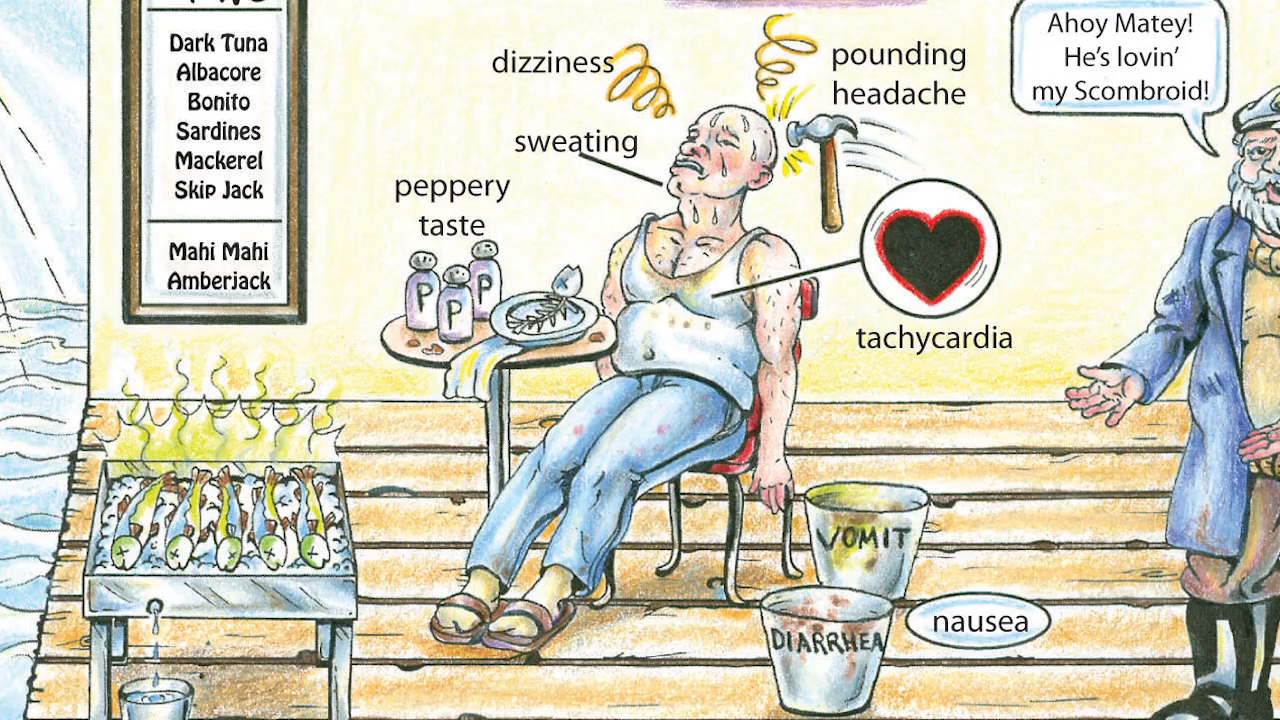 Dark Tuna
Albacore
Bonito
Sardines
Mackerel
Skip Jack
Mahi Mahi
Amberjack
dizziness
pounding
headache
sweating
peppery
taste
P
P
P
tachycardia
Ahoy Matey!
He's lovin'
my Scombroid!
VOMIT
DIARRHEA
nausea